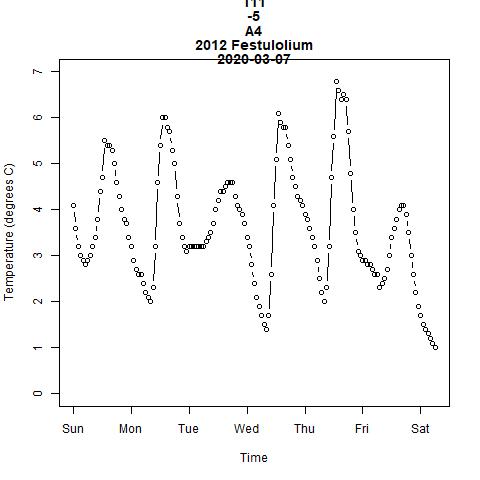 -5
A4
2012 Festulolium
2020-03-07
Temperature (degrees C)
7
6
5
4
3
2
1
0
Sun Mon Tue Wed Thu Fri Sat
Time